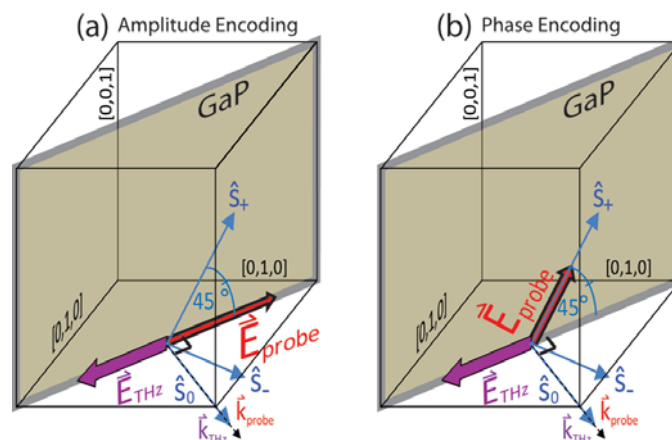 (a) Amplitude Encoding
[0,0,1]
GaP
Ŝ₊
[0,1,0]
[0,1,0]
45°
E⃗probe
E⃗THz
Ŝ₀
Ŝ₋
k⃗probe
k⃗THz
(b) Phase Encoding
[0,0,1]
GaP
Ŝ₊
[0,1,0]
[0,1,0]
45°
E⃗probe
E⃗THz
Ŝ₀
Ŝ₋
k⃗probe
k⃗THz